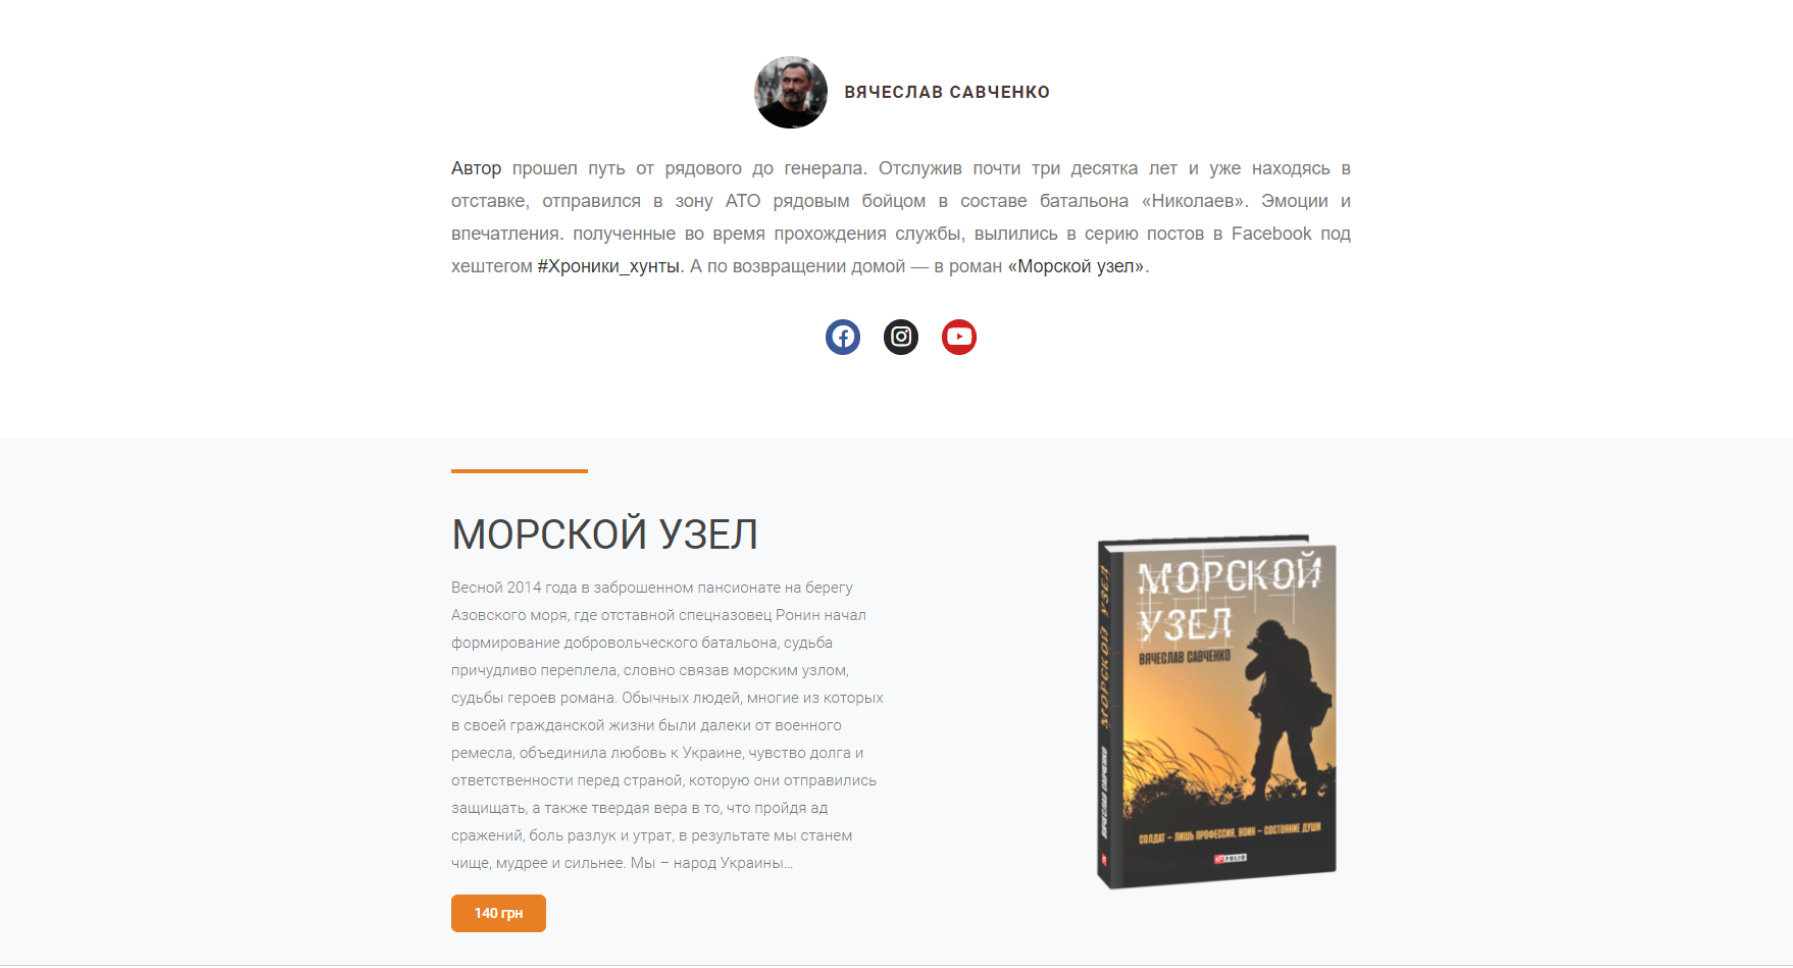 ВЯЧЕСЛАВ САВЧЕНКО
Автор прошел путь от рядового до генерала. Отслужив почти три десятка лет и уже находясь в
отставке, отправился в зону АТО рядовым бойцом в составе батальона «Николаев». Эмоции и
впечатления. полученные во время прохождения службы, вылились в серию постов в Facebook под
хештегом #Хроники_хунты. А по возвращении домой — в роман «Морской узел».
МОРСКОЙ УЗЕЛ
Весной 2014 года в заброшенном пансионате на берегу
Азовского моря, где отставной спецназовец Ронин начал
формирование добровольческого батальона, судьба
причудливо переплела, словно связав морским узлом,
судьбы героев романа. Обычных людей, многие из которых
в своей гражданской жизни были далеки от военного
ремесла, объединила любовь к Украине, чувство долга и
ответственности перед страной, которую они отправились
защищать, а также твердая вера в то, что пройдя ад
сражений, боль разлук и утрат, в результате мы станем
чище, мудрее и сильнее. Мы – народ Украины...
140 грн
МОРСКОЙ
УЗЕЛ
ВЯЧЕСЛАВ САВЧЕНКО
СОЛДАТ – ЛИШЬ ПРОФЕССИЯ, ВОИН – СОСТОЯНИЕ ДУШИ
FOLIO
МОРСКОЙ УЗЕЛ
ВЯЧЕСЛАВ САВЧЕНКО